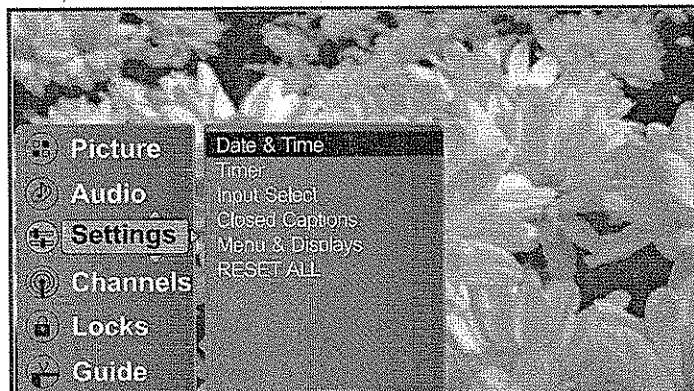 Picture
Audio
Settings
Channels
Locks
Guide
Date & Time
Timer
Input Select
Closed Captions
Menu & Displays
RESET ALL